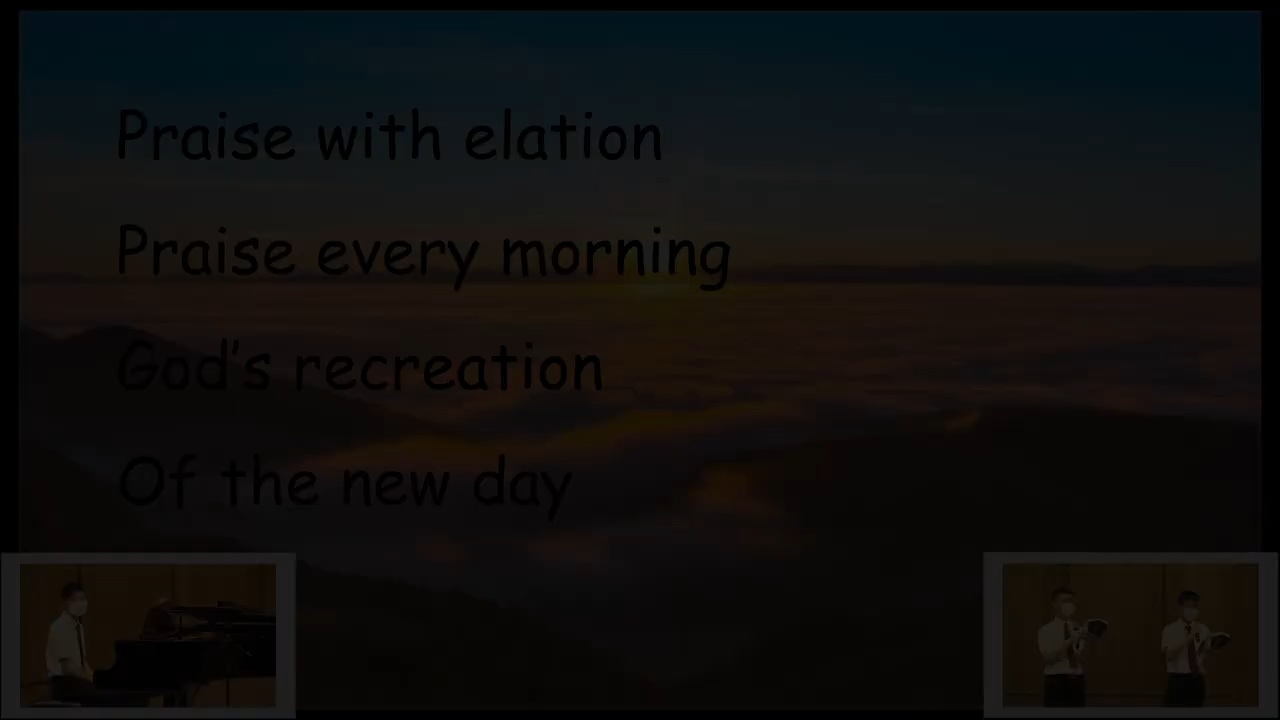 Praise with elation
Praise every morning
God's recreation
Of the new day